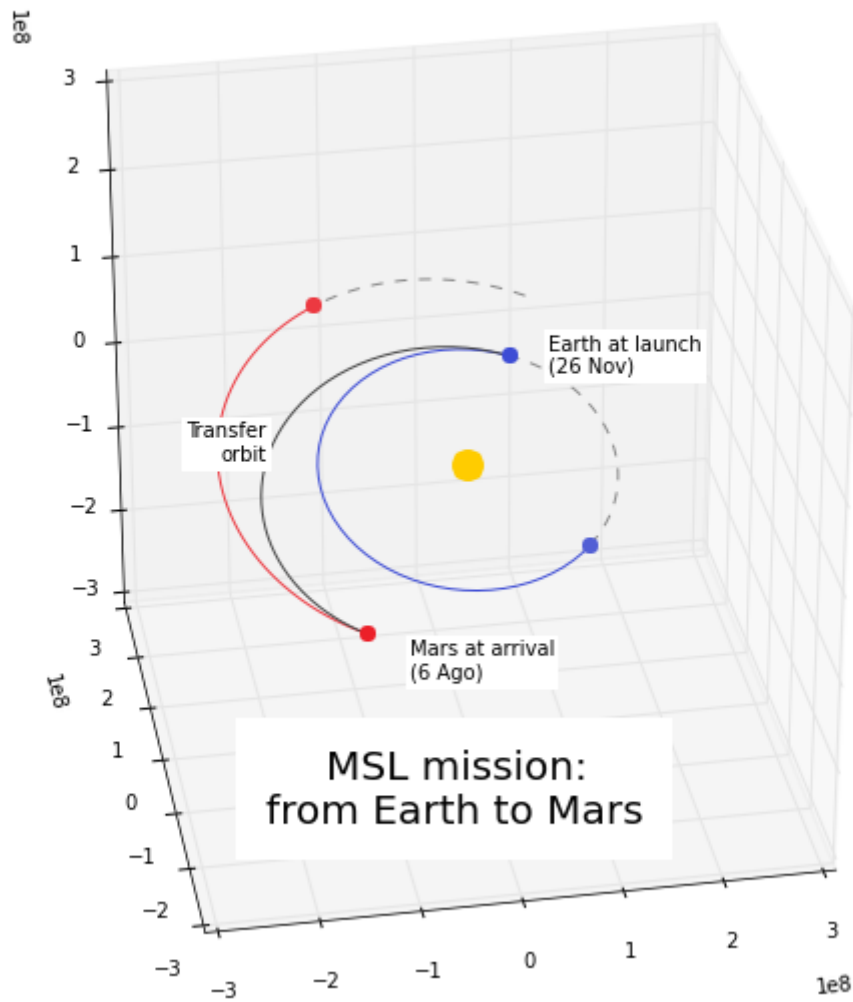 1e8
3
2
1
0
−1
−2
−3
Earth at launch
(26 Nov)
Transfer
orbit
Mars at arrival
(6 Ago)
1e8
3
2
1
0
−1
−2
−3
MSL mission:
from Earth to Mars
−3
−2
−1
0
1
2
3
1e8